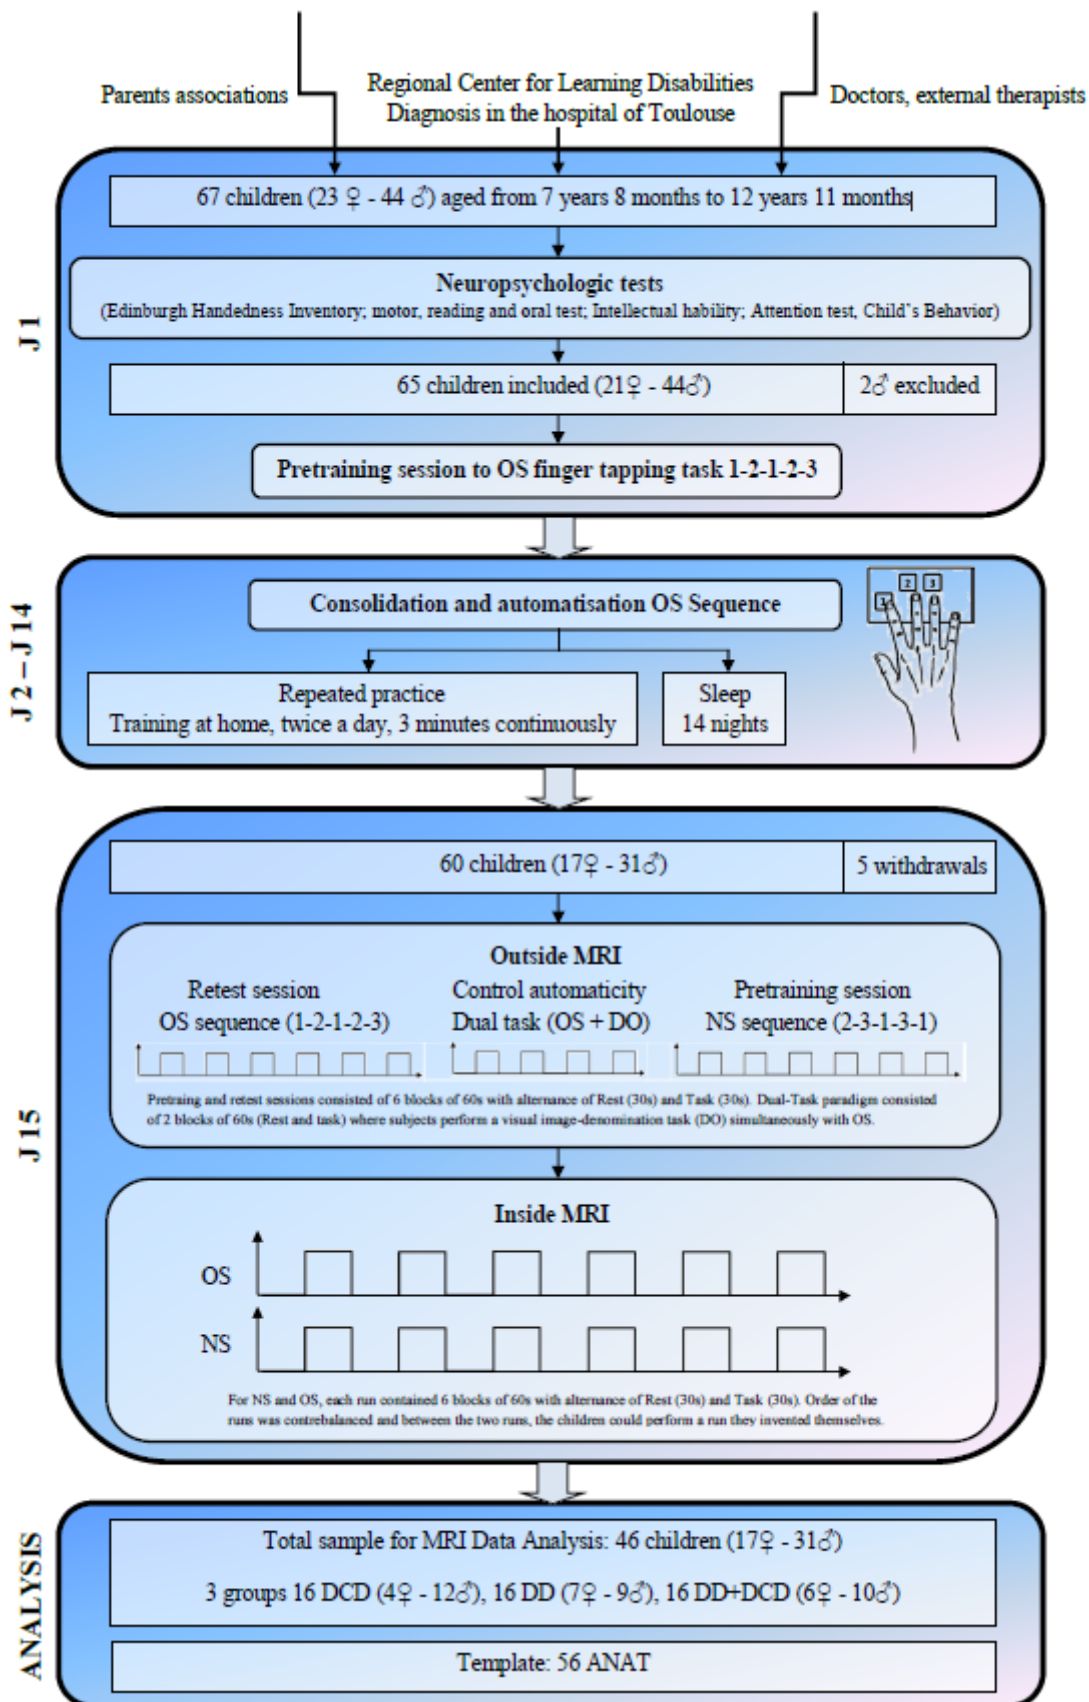 Parents associations
Regional Center for Learning Disabilities
Diagnosis in the hospital of Toulouse
Doctors, external therapists
J 1
67 children (23 ♀ - 44 ♂) aged from 7 years 8 months to 12 years 11 months
Neuropsychologic tests
(Edinburgh Handedness Inventory; motor, reading and oral test; Intellectual hability; Attention test, Child's Behavior)
65 children included (21♀ - 44♂)
2♂ excluded
Pretraining session to OS finger tapping task 1-2-1-2-3
J 2 – J 14
Consolidation and automatisation OS Sequence
1
2
3
Repeated practice
Training at home, twice a day, 3 minutes continuously
Sleep
14 nights
J 15
60 children (17♀ - 31♂)
5 withdrawals
Outside MRI
Retest session
OS sequence (1-2-1-2-3)
Control automaticity
Dual task (OS + DO)
Pretraining session
NS sequence (2-3-1-3-1)
Pretraing and retest sessions consisted of 6 blocks of 60s with alternance of Rest (30s) and Task (30s). Dual-Task paradigm consisted
of 2 blocks of 60s (Rest and task) where subjects perform a visual image-denomination task (DO) simultaneously with OS.
Inside MRI
OS
NS
For NS and OS, each run contained 6 blocks of 60s with alternance of Rest (30s) and Task (30s). Order of the
runs was contrebalanced and between the two runs, the children could perform a run they invented themselves.
ANALYSIS
Total sample for MRI Data Analysis: 46 children (17♀ - 31♂)
3 groups 16 DCD (4♀ - 12♂), 16 DD (7♀ - 9♂), 16 DD+DCD (6♀ - 10♂)
Template: 56 ANAT